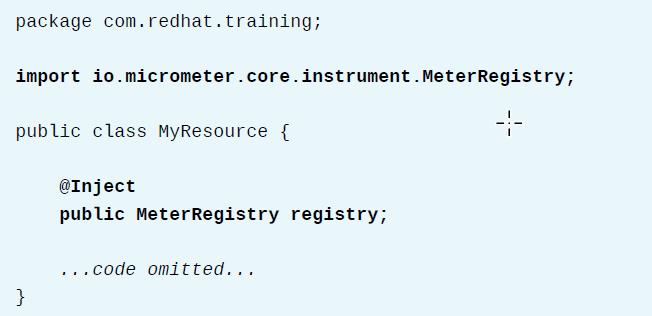 package com.redhat.training;
import io.micrometer.core.instrument.MeterRegistry;
public class MyResource {
@Inject
public MeterRegistry registry;
...code omitted...
}